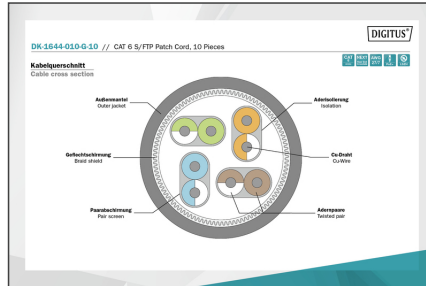 DIGITUS®
DK-1644-010-G-10 // CAT 6 S/FTP Patch Cord, 10 Pieces
Kabelquerschnitt
Cable cross section
Außenmantel
Outer jacket
Aderisolierung
Isolation
Geflechtschirmung
Braid shield
Cu-Draht
Cu-Wire
Paarabschirmung
Pair screen
Adernpaare
Twisted pair